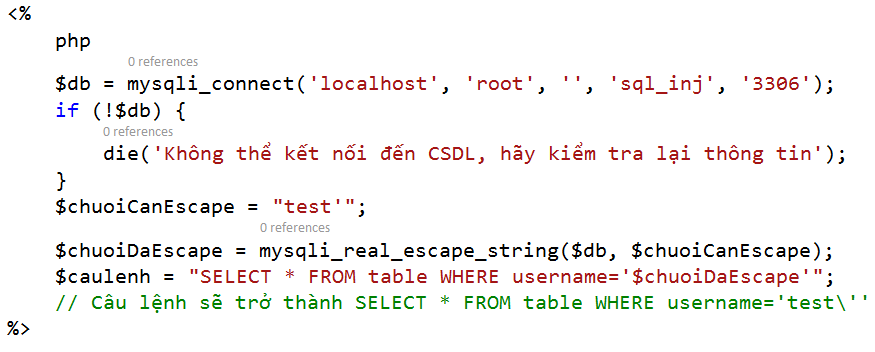 <%
php
0 references
$db = mysqli_connect('localhost', 'root', '', 'sql_inj', '3306');
if (!$db) {
0 references
die('Không thể kết nối đến CSDL, hãy kiểm tra lại thông tin');
}
$chuoiCanEscape = "test'";
0 references
$chuoiDaEscape = mysqli_real_escape_string($db, $chuoiCanEscape);
$caulenh = "SELECT * FROM table WHERE username='$chuoiDaEscape'";
// Câu lệnh sẽ trở thành SELECT * FROM table WHERE username='test\''
%>